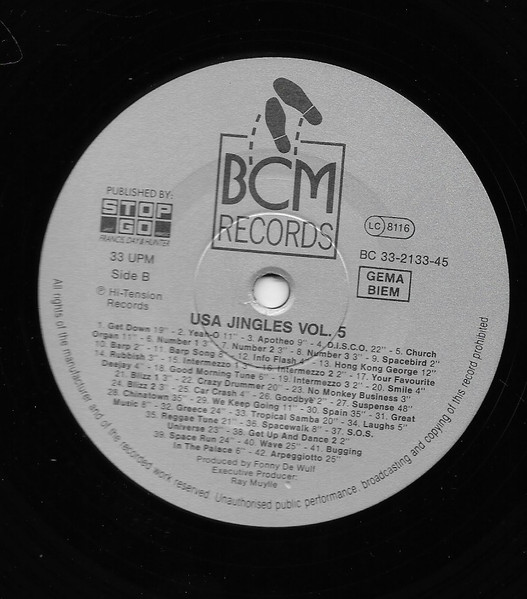 BCM
RECORDS
PUBLISHED BY:
STOP
GO
FRANCIS, DAY & HUNTER
33 UPM
Side B
℗ Hi-Tension
Records
LC 8116
BC 33-2133-45
GEMA
BIEM
USA JINGLES VOL. 5
1. Get Down 19" - 2. Yeah-O 11" - 3. Apotheo 9" - 4. D.I.S.C.O. 22" - 5. Church
Organ 11" - 6. Number 1 3" - 7. Number 2 3" - 8. Number 3 3" - 9. Spacebird 2"
10. Barp 2" - 11. Barp Song 8" - 12. Info Flash 4" - 13. Hong Kong George 12"
14. Rubbish 3" - 15. Intermezzo 1 3" - 16. Intermezzo 2 2" - 17. Your Favourite
Deejay 4" - 18. Good Morning Tune 6" - 19. Intermezzo 3 2" - 20. Smile 4"
21. Blizz 1 3" - 22. Crazy Drummer 20" - 23. No Monkey Business 3"
24. Blizz 2 3" - 25. Car Crash 4" - 26. Goodbye 2" - 27. Suspense 48"
28. Chinatown 35" - 29. We Keep Going 11" - 30. Spain 35" - 31. Great
Music 6" - 32. Greece 24" - 33. Tropical Samba 20" - 34. Laughs 5"
35. Reggae Tune 21" - 36. Spacewalk 8" - 37. S.O.S.
Universe 23" - 38. Get Up And Dance 2 2"
39. Space Run 24" - 40. Wave 25" - 41. Bugging
In The Palace 6" - 42. Arpeggiotto 25"
Produced by Fonny De Wulf
Executive Producer:
Ray Muylle
All rights of the manufacturer and of the recorded work reserved. Unauthorised public performance, broadcasting and copying of this record prohibited